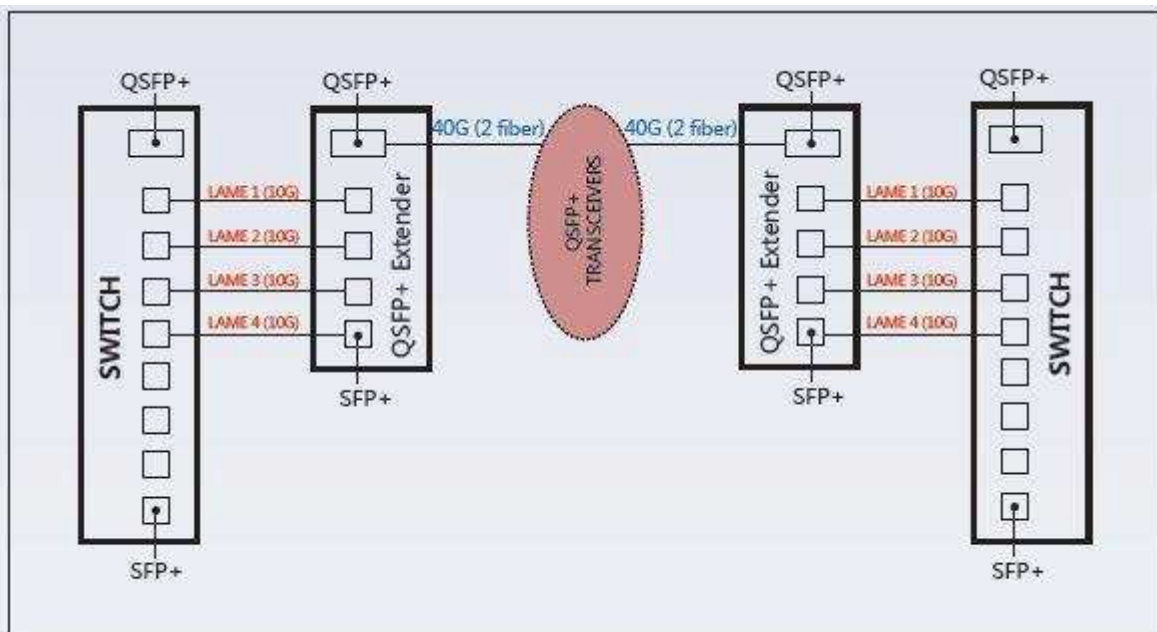 QSFP+
QSFP+
QSFP+
QSFP+
40G (2 fiber)
40G (2 fiber)
LAME 1 (10G)
LAME 1 (10G)
LAME 2 (10G)
LAME 2 (10G)
LAME 3 (10G)
LAME 3 (10G)
LAME 4 (10G)
LAME 4 (10G)
SWITCH
QSFP+ Extender
QSFP+
TRANSCEIVERS
QSFP+ Extender
SWITCH
SFP+
SFP+
SFP+
SFP+